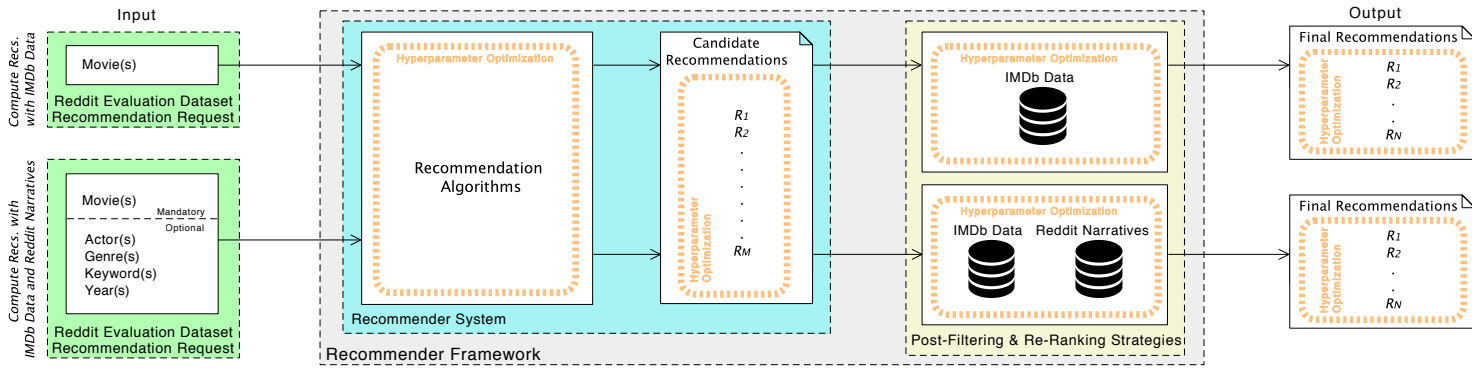 Input
Compute Recs.
with IMDb Data
Movie(s)
Reddit Evaluation Dataset
Recommendation Request
Compute Recs. with
IMDb Data and Reddit Narratives
Movie(s)
Mandatory
Optional
Actor(s)
Genre(s)
Keyword(s)
Year(s)
Reddit Evaluation Dataset
Recommendation Request
Hyperparameter Optimization
Recommendation
Algorithms
Candidate
Recommendations
R1
R2
.
.
.
.
.
.
RM
Hyperparameter
Optimization
Recommender System
Recommender Framework
Hyperparameter Optimization
IMDb Data
Hyperparameter Optimization
IMDb Data
Reddit Narratives
Post-Filtering & Re-Ranking Strategies
Output
Final Recommendations
Hyperparameter
Optimization
R1
R2
.
.
RN
Final Recommendations
Hyperparameter
Optimization
R1
R2
.
.
RN